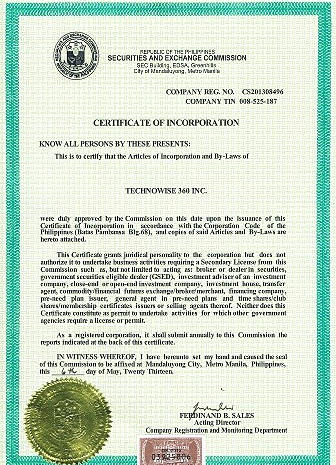 REPUBLIC OF THE PHILIPPINES
SECURITIES AND EXCHANGE COMMISSION
SEC Building, EDSA, Greenhills
City of Mandaluyong, Metro Manila
COMPANY REG. NO. CS201308496
COMPANY TIN 008-525-187
CERTIFICATE OF INCORPORATION
KNOW ALL PERSONS BY THESE PRESENTS:
This is to certify that the Articles of Incorporation and By-Laws of
TECHNOWISE 360 INC.
were duly approved by the Commission on this date upon the issuance of
this Certificate of Incorporation in accordance with the Corporation Code of the
Philippines (Batas Pambansa Blg.68), and copies of said Articles and By-Laws are
hereto attached.
This Certificate grants juridical personality to the corporation but does not
authorize it to undertake business activities requiring a Secondary License from this
Commission such as, but not limited to acting as: broker or dealer in securities,
government securities eligible dealer (GSED), investment adviser of an investment
company, close-end or open-end investment company, investment house, transfer
agent, commodity/financial futures exchange/broker/merchant, financing company,
pre-need plan issuer, general agent in pre-need plans and time shares/club
shares/membership certificates issuers or selling agents thereof. Neither does this
Certificate constitute as permit to undertake activities for which other government
agencies require a license or permit.
As a registered corporation, it shall submit annually to this Commission the
reports indicated at the back of this certificate.
IN WITNESS WHEREOF, I have hereunto set my hand and caused the seal
of this Commission to be affixed at Mandaluyong City, Metro Manila, Philippines,
this 6th day of May, Twenty Thirteen.
FERDINAND B. SALES
Acting Director
Company Registration and Monitoring Department